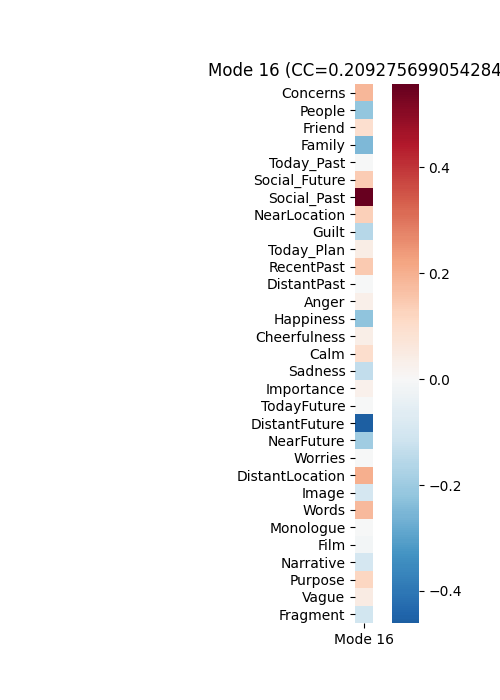 Mode 16 (CC=0.209275699054284
Concerns
People
Friend
Family
Today_Past
Social_Future
Social_Past
NearLocation
Guilt
Today_Plan
RecentPast
DistantPast
Anger
Happiness
Cheerfulness
Calm
Sadness
Importance
TodayFuture
DistantFuture
NearFuture
Worries
DistantLocation
Image
Words
Monologue
Film
Narrative
Purpose
Vague
Fragment
Mode 16
0.4
0.2
0.0
−0.2
−0.4